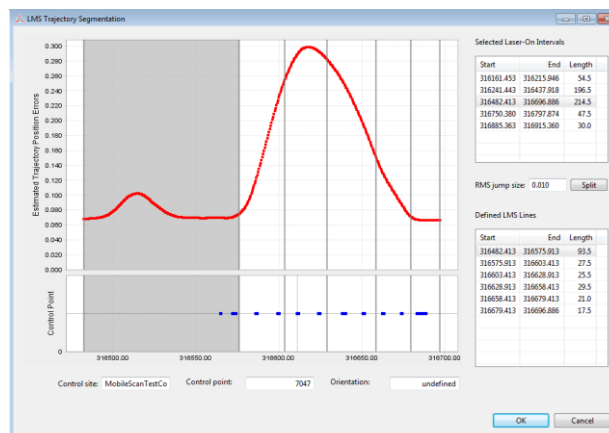 LMS Trajectory Segmentation
Estimated Trajectory Position Errors
0.300
0.280
0.260
0.240
0.220
0.200
0.180
0.160
0.140
0.120
0.100
0.080
0.060
0.040
0.020
0.000
Control Point
0
316500.00 316550.00 316600.00 316650.00 316700.00
Control site: MobileScanTestCo Control point: 7047 Orientation: undefined
Selected Laser-On Intervals
Start End Length
316161.453 316215.946 54.5
316241.443 316437.918 196.5
316482.413 316696.886 214.5
316750.380 316797.874 47.5
316885.363 316915.360 30.0
RMS jump size: 0.010 Split
Defined LMS Lines
Start End Length
316482.413 316575.913 93.5
316575.913 316603.413 27.5
316603.413 316628.913 25.5
316628.913 316658.413 29.5
316658.413 316679.413 21.0
316679.413 316696.886 17.5
OK Cancel